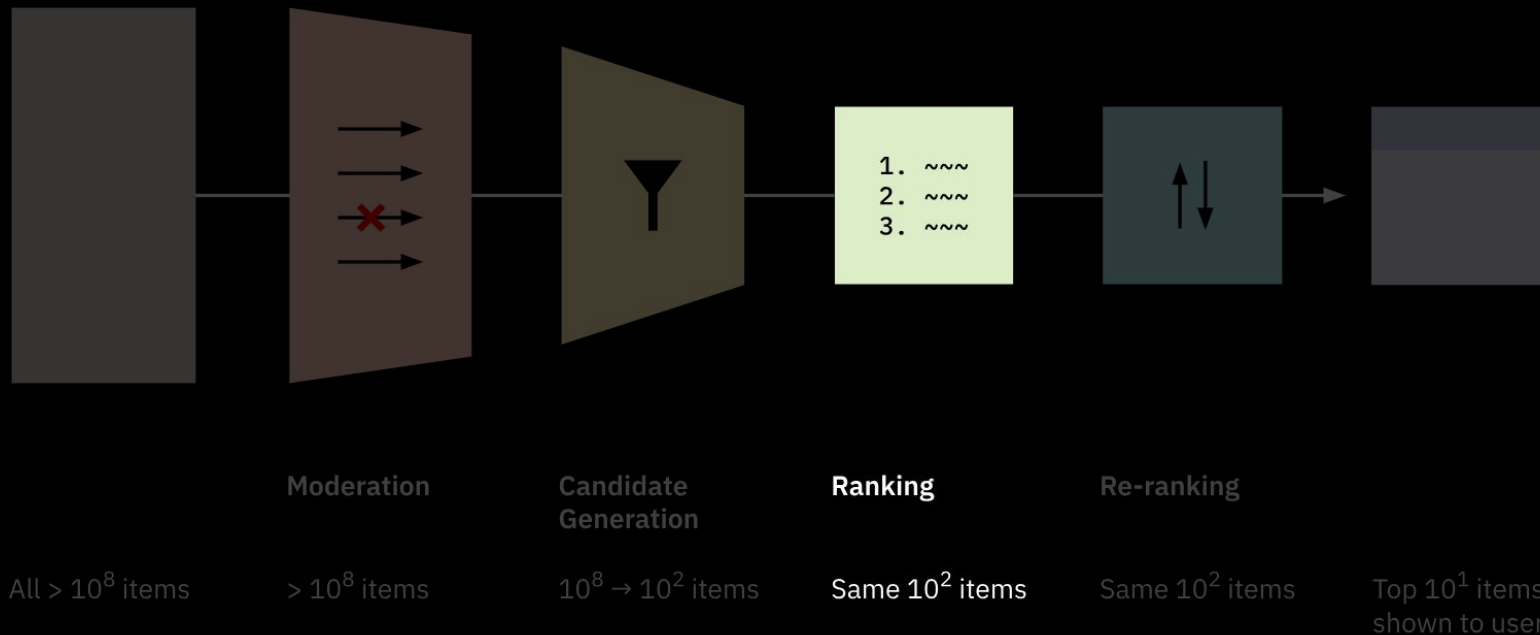 1. ~~~
2. ~~~
3. ~~~
Moderation
Candidate
Generation
Ranking
Re-ranking
All > 10⁸ items
> 10⁸ items
10⁸ → 10² items
Same 10² items
Same 10² items
Top 10¹ items
shown to user